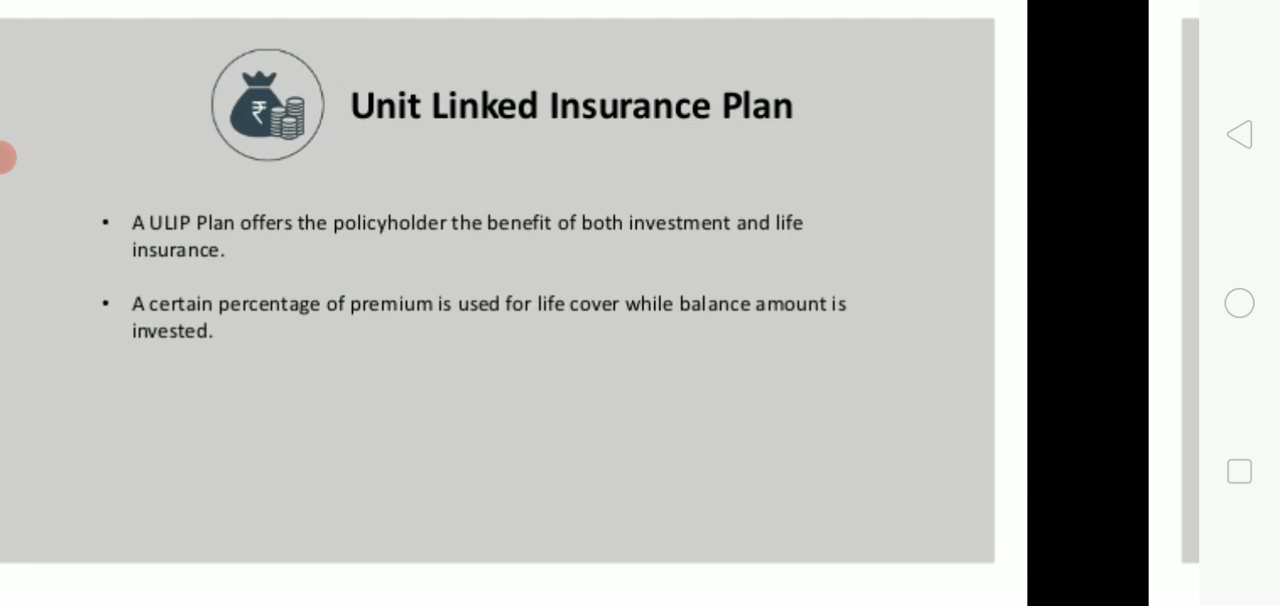 ₹
Unit Linked Insurance Plan
• A ULIP Plan offers the policyholder the benefit of both investment and life
insurance.
• A certain percentage of premium is used for life cover while balance amount is
invested.